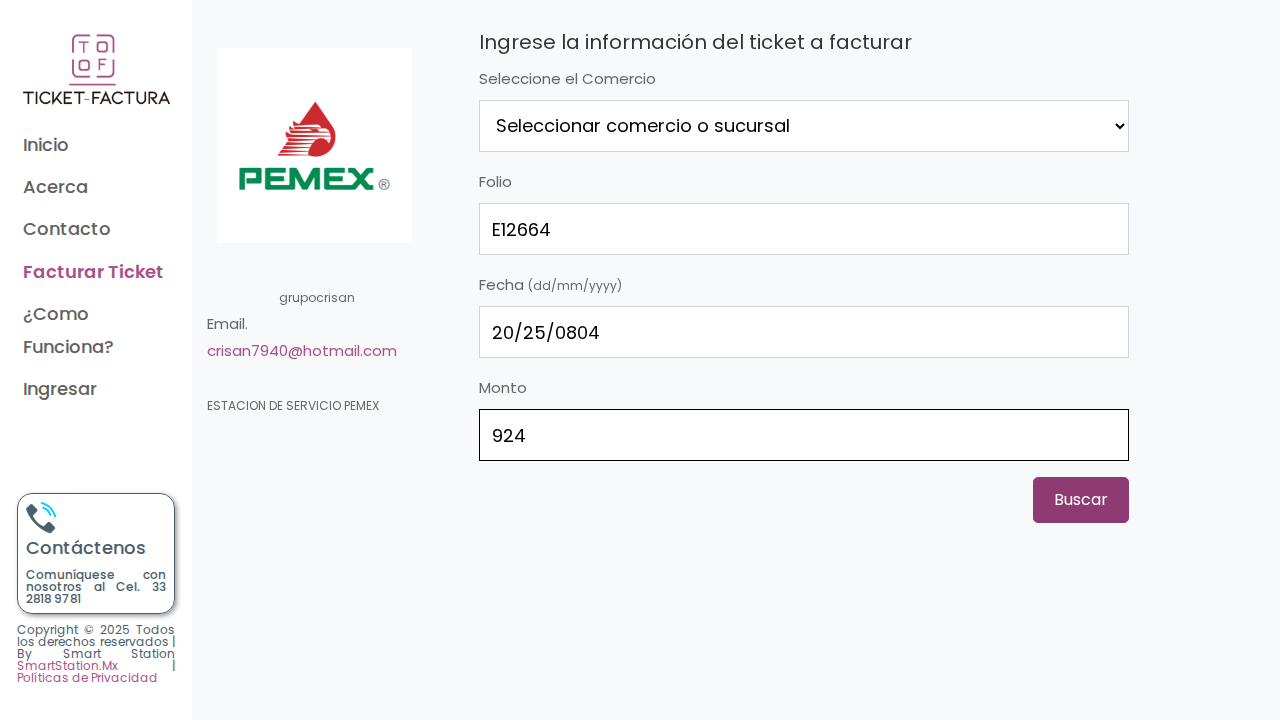 TO
OF
TICKET-FACTURA
Inicio
Acerca
Contacto
Facturar Ticket
¿Como
Funciona?
Ingresar
Contáctenos
Comuníquese con
nosotros al Cel. 33
2818 9781
Copyright © 2025 Todos
los derechos reservados |
By Smart Station
SmartStation.Mx |
Políticas de Privacidad
PEMEX ®
grupocrisan
Email.
crisan7940@hotmail.com
ESTACION DE SERVICIO PEMEX
Ingrese la información del ticket a facturar
Seleccione el Comercio
Seleccionar comercio o sucursal
Folio
E12664
Fecha (dd/mm/yyyy)
20/25/0804
Monto
924
Buscar